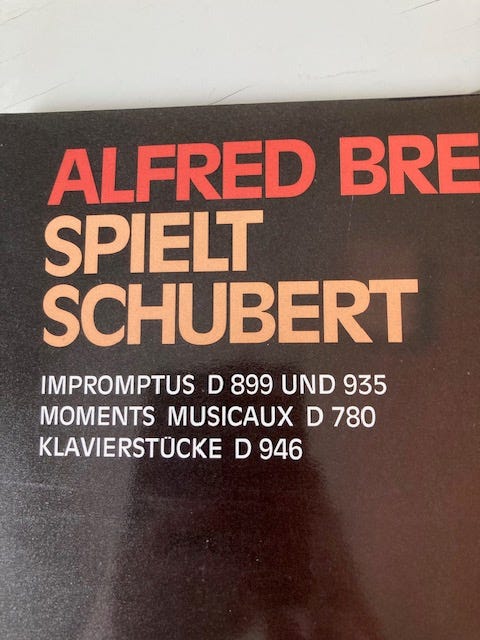 ALFRED BRE
SPIELT
SCHUBERT
IMPROMPTUS D 899 UND 935
MOMENTS MUSICAUX D 780
KLAVIERSTÜCKE D 946